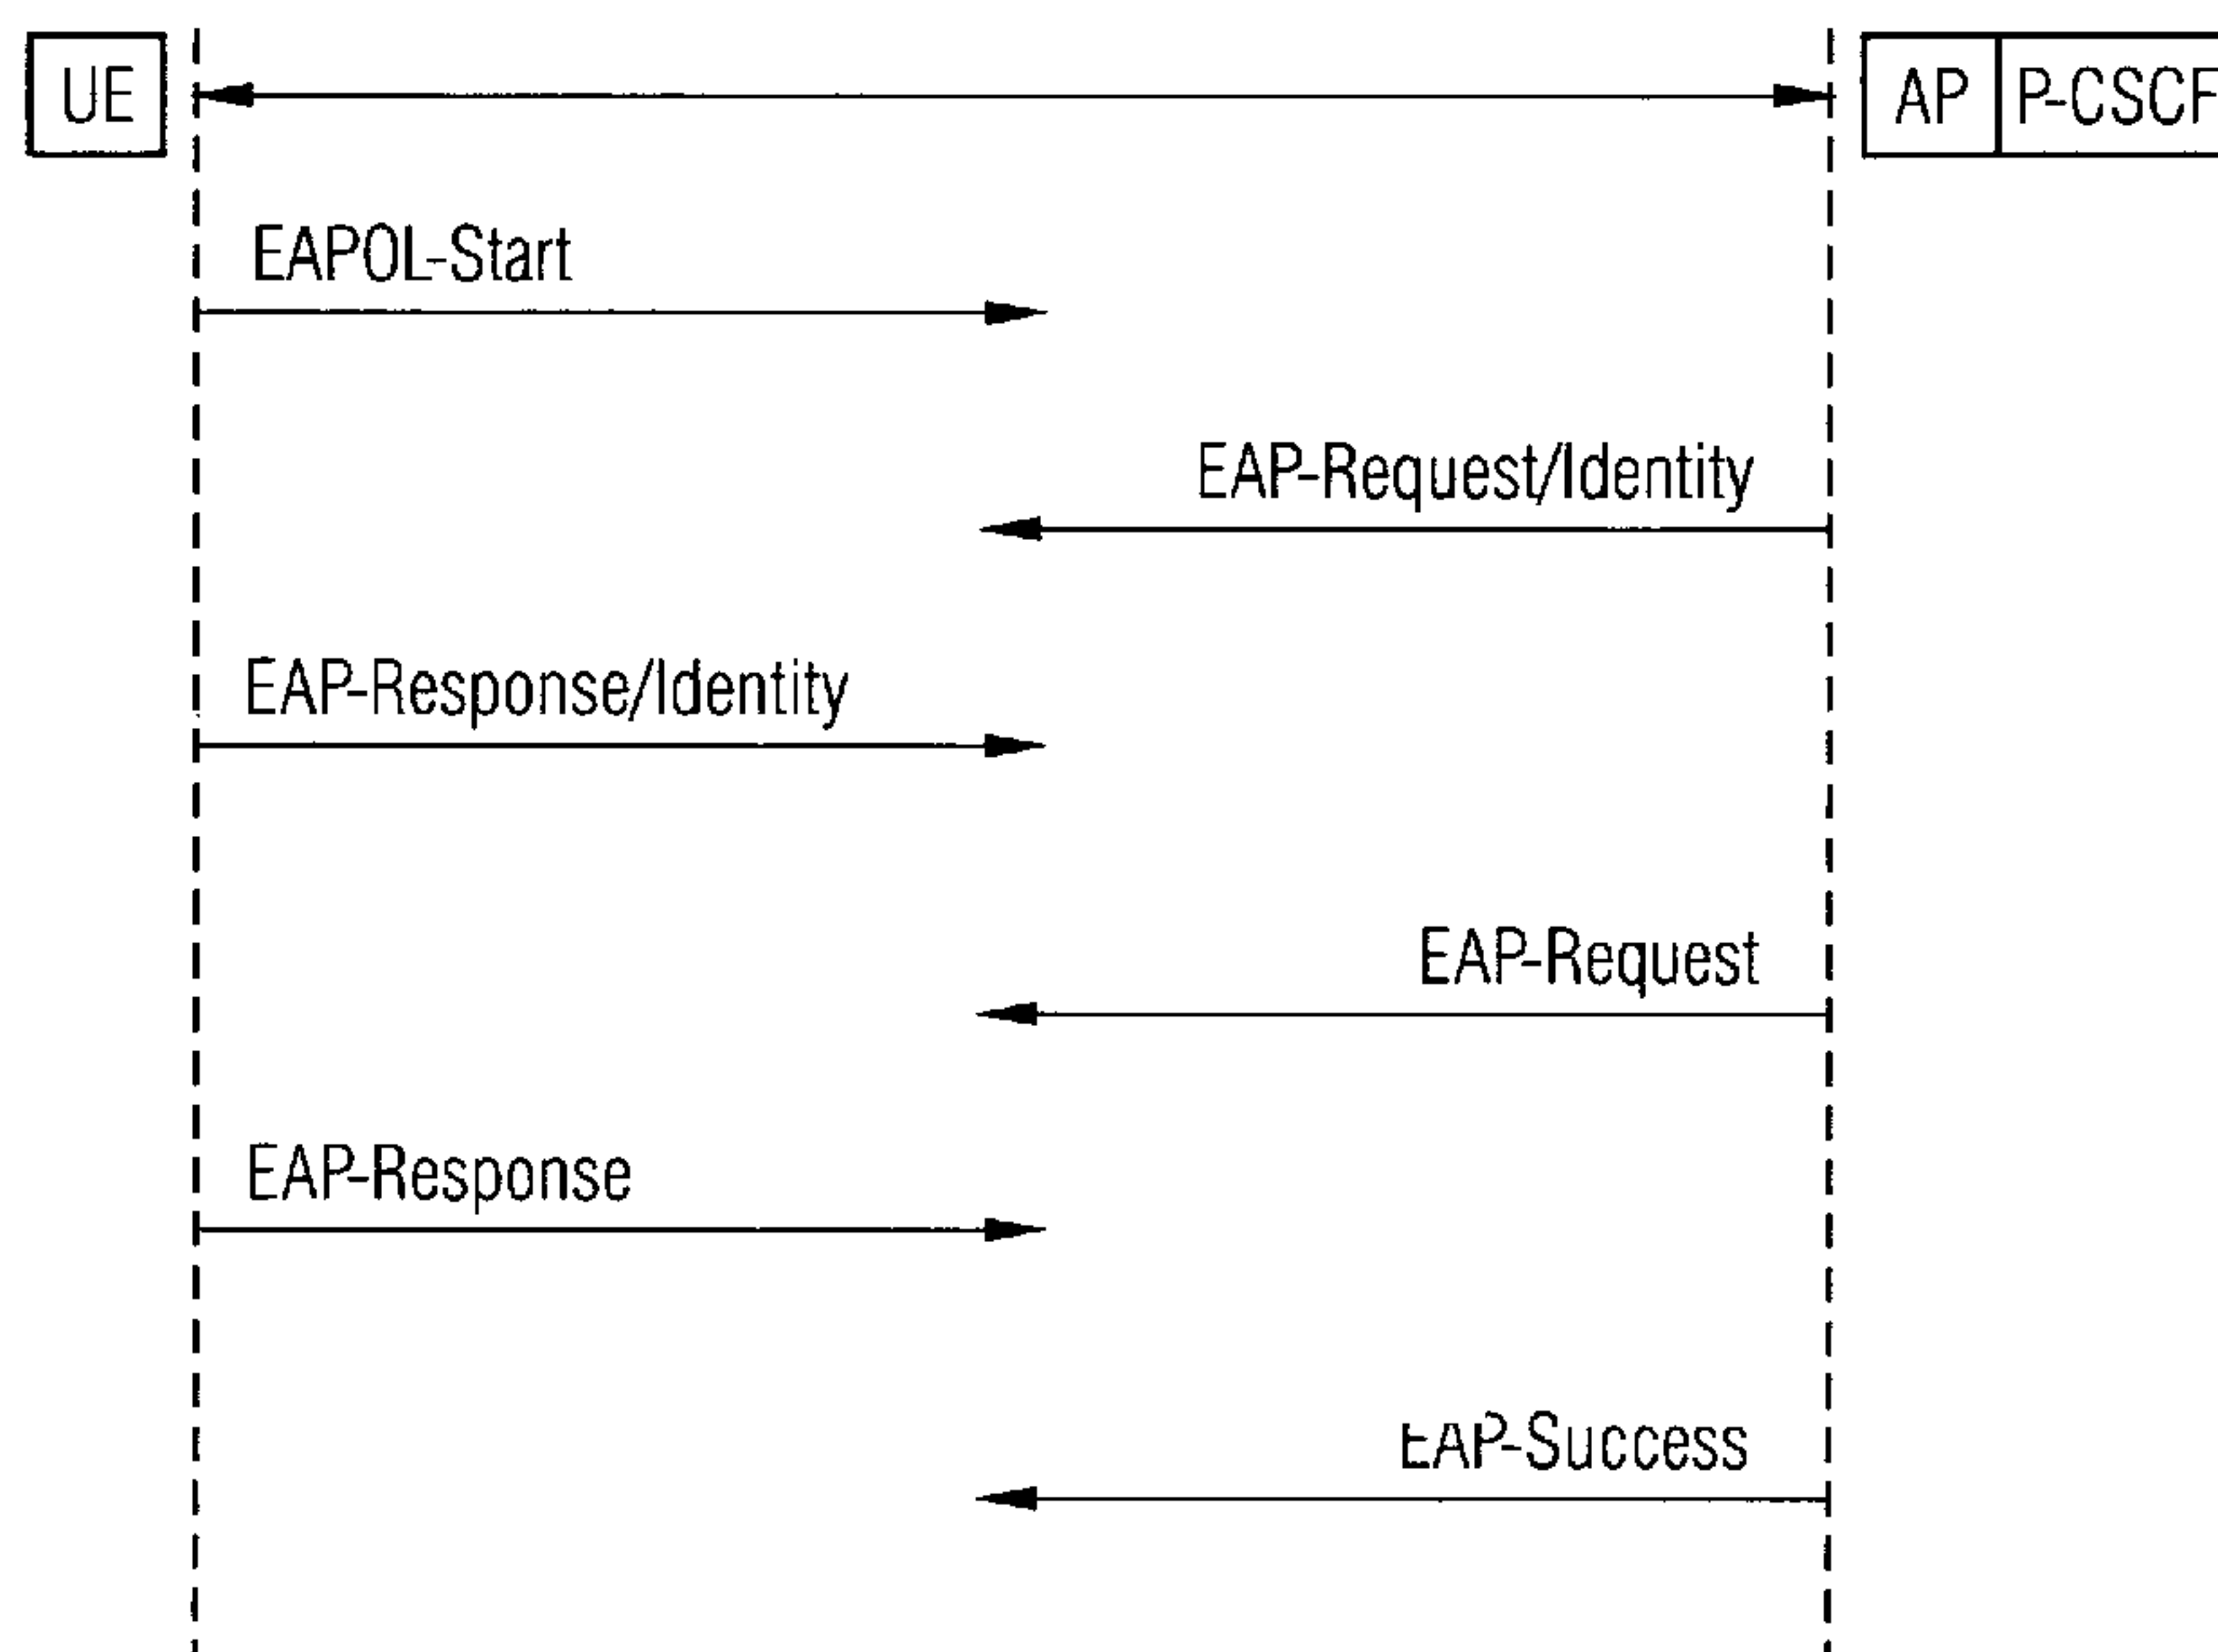 UE AP P-CSCF
EAPOL-Start
EAP-Request/Identity
EAP-Response/Identity
EAP-Request
EAP-Response
EAP-Success